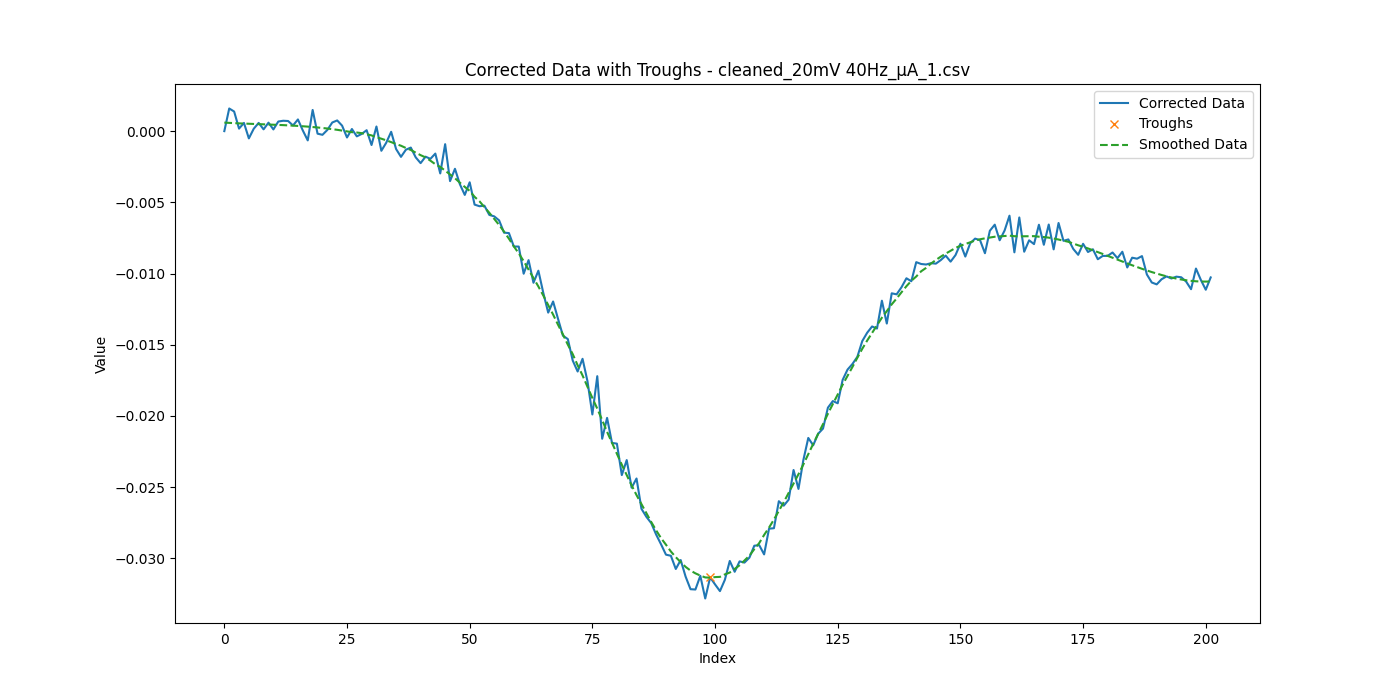 Corrected Data with Troughs - cleaned_20mV 40Hz_µA_1.csv
Corrected Data
Troughs
Smoothed Data
Value
0.000
−0.005
−0.010
−0.015
−0.020
−0.025
−0.030
0 25 50 75 100 125 150 175 200
Index